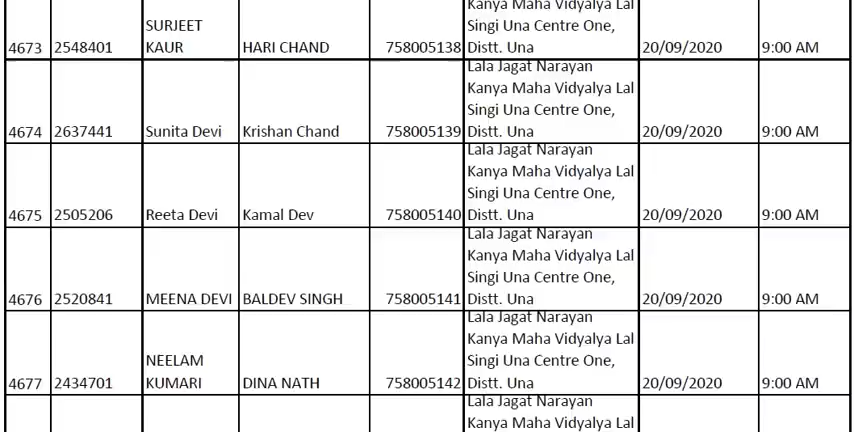 Kanya Maha Vidyalya Lal
SURJEET Singi Una Centre One,
4673 2548401 KAUR HARI CHAND 758005138 Distt. Una 20/09/2020 9:00 AM
Lala Jagat Narayan
Kanya Maha Vidyalya Lal
Singi Una Centre One,
4674 2637441 Sunita Devi Krishan Chand 758005139 Distt. Una 20/09/2020 9:00 AM
Lala Jagat Narayan
Kanya Maha Vidyalya Lal
Singi Una Centre One,
4675 2505206 Reeta Devi Kamal Dev 758005140 Distt. Una 20/09/2020 9:00 AM
Lala Jagat Narayan
Kanya Maha Vidyalya Lal
Singi Una Centre One,
4676 2520841 MEENA DEVI BALDEV SINGH 758005141 Distt. Una 20/09/2020 9:00 AM
Lala Jagat Narayan
Kanya Maha Vidyalya Lal
NEELAM Singi Una Centre One,
4677 2434701 KUMARI DINA NATH 758005142 Distt. Una 20/09/2020 9:00 AM
Lala Jagat Narayan
Kanya Maha Vidyalya Lal